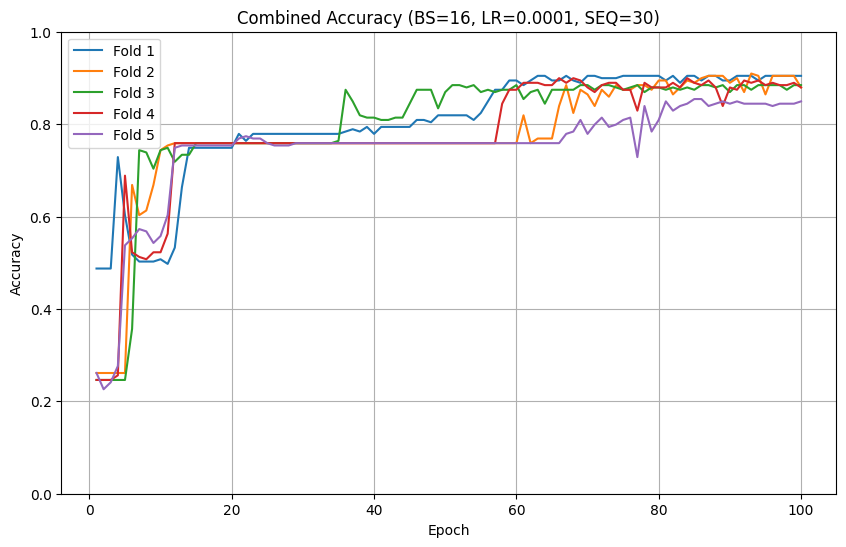 Combined Accuracy (BS=16, LR=0.0001, SEQ=30)
Fold 1
Fold 2
Fold 3
Fold 4
Fold 5
Accuracy
1.0
0.8
0.6
0.4
0.2
0.0
0 20 40 60 80 100
Epoch